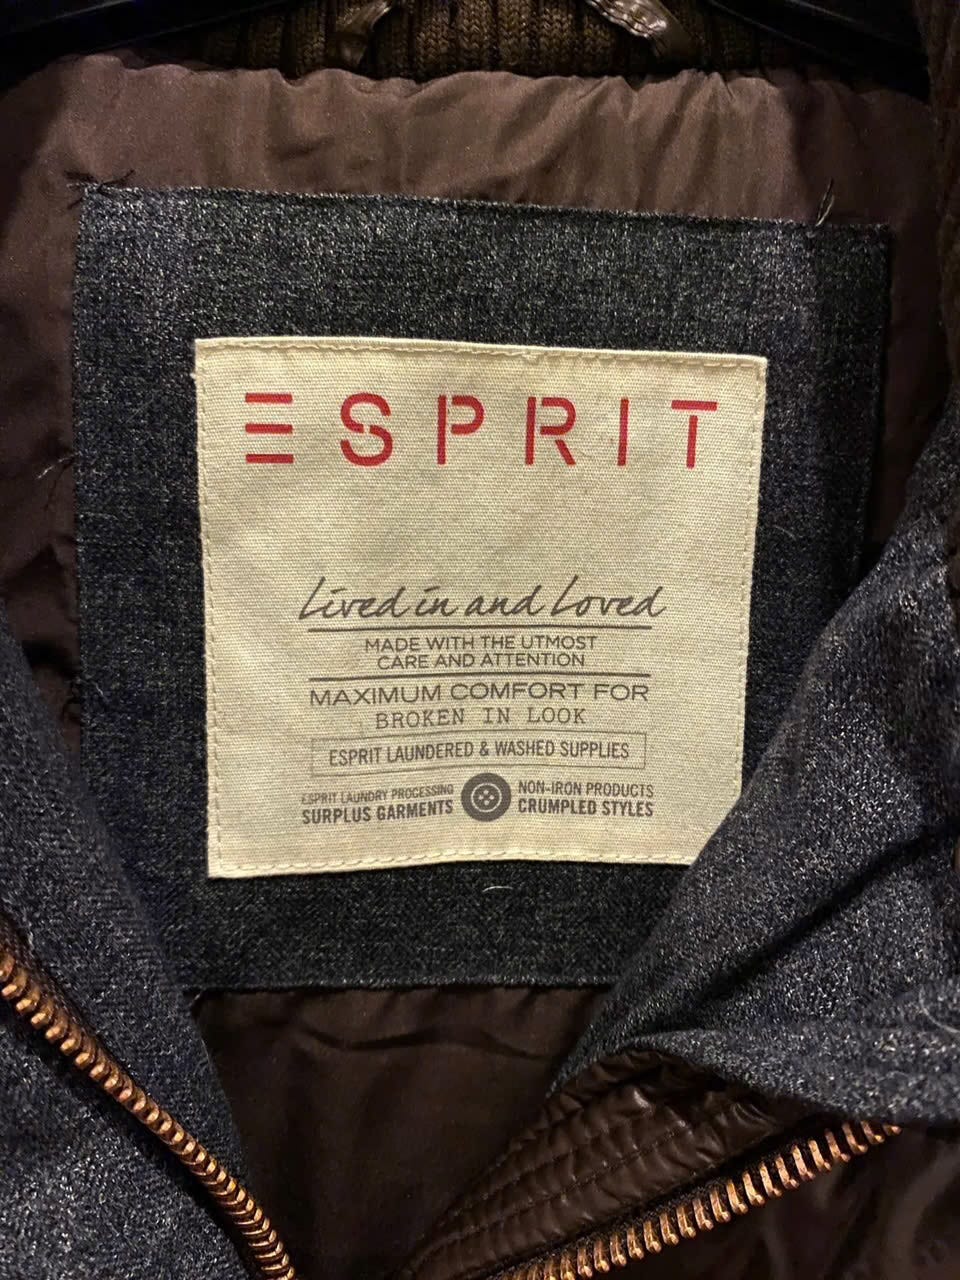 ESPRIT
Lived in and Loved
MADE WITH THE UTMOST
CARE AND ATTENTION
MAXIMUM COMFORT FOR
BROKEN IN LOOK
ESPRIT LAUNDERED & WASHED SUPPLIES
ESPRIT LAUNDRY PROCESSING
SURPLUS GARMENTS
NON-IRON PRODUCTS
CRUMPLED STYLES